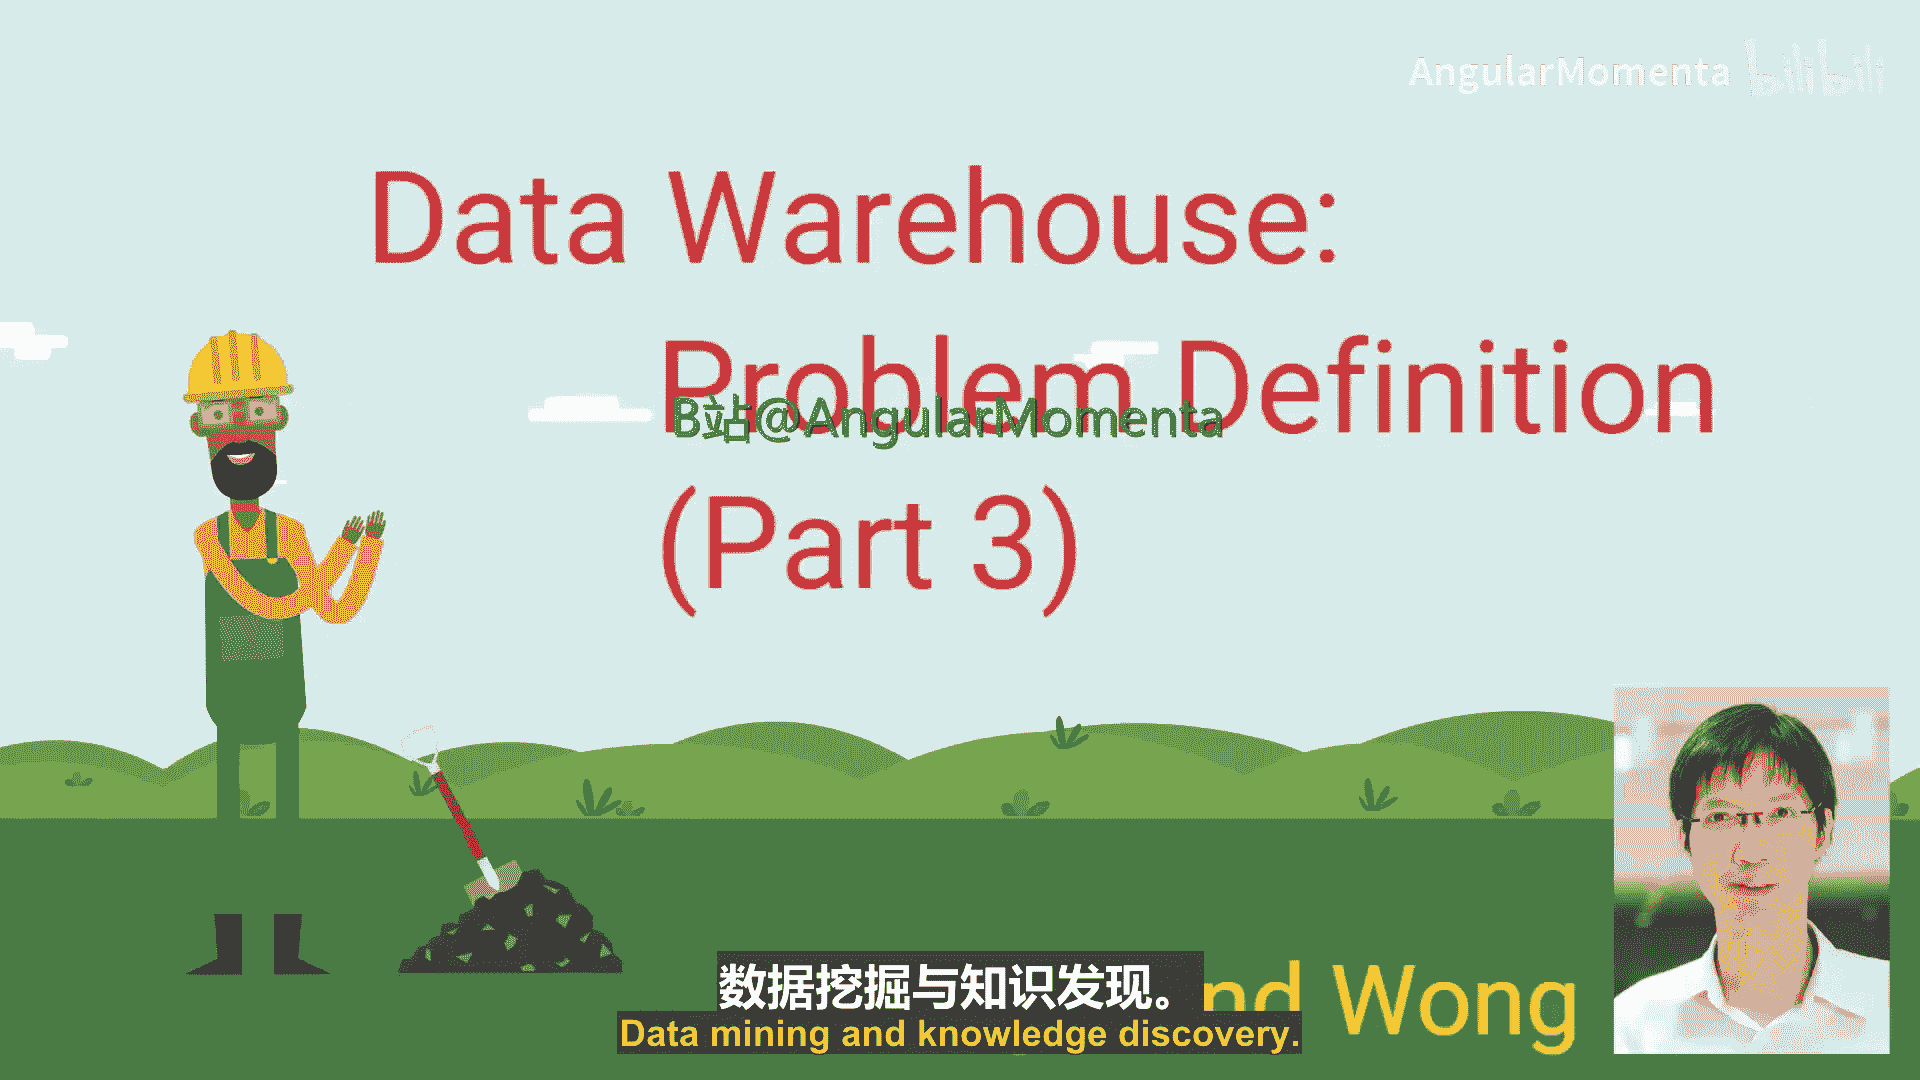 AngularMomenta bilibili
Data Warehouse:
Problem Definition
B站@AngularMomenta
(Part 3)
数据挖掘与知识发现。
nd Wong
Data mining and knowledge discovery.